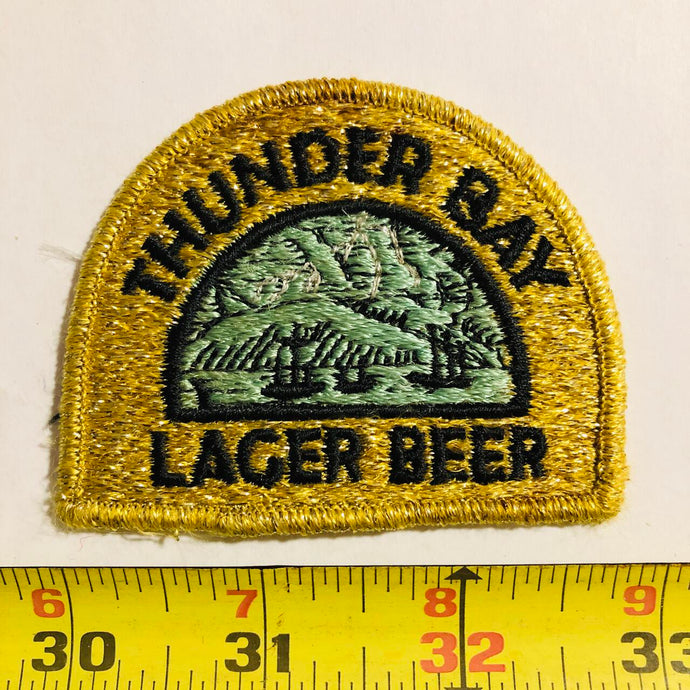 THUNDER BAY
LAGER BEER
6 7 8 9
30 31 32 33